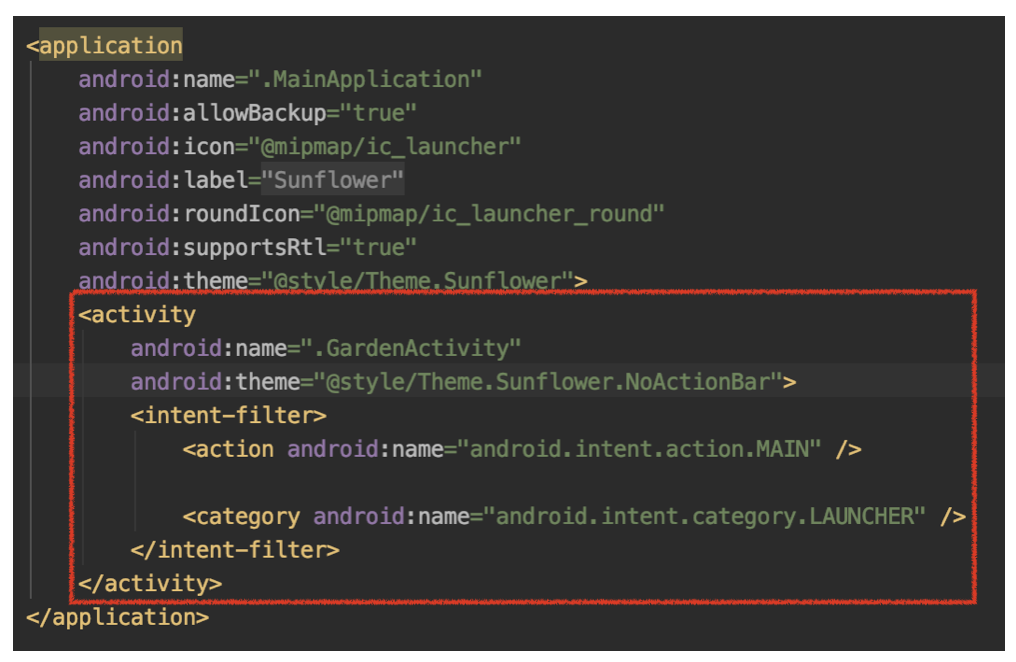 <application
android:name=".MainApplication"
android:allowBackup="true"
android:icon="@mipmap/ic_launcher"
android:label="Sunflower"
android:roundIcon="@mipmap/ic_launcher_round"
android:supportsRtl="true"
android:theme="@style/Theme.Sunflower">
<activity
android:name=".GardenActivity"
android:theme="@style/Theme.Sunflower.NoActionBar">
<intent-filter>
<action android:name="android.intent.action.MAIN" />
<category android:name="android.intent.category.LAUNCHER" />
</intent-filter>
</activity>
</application>